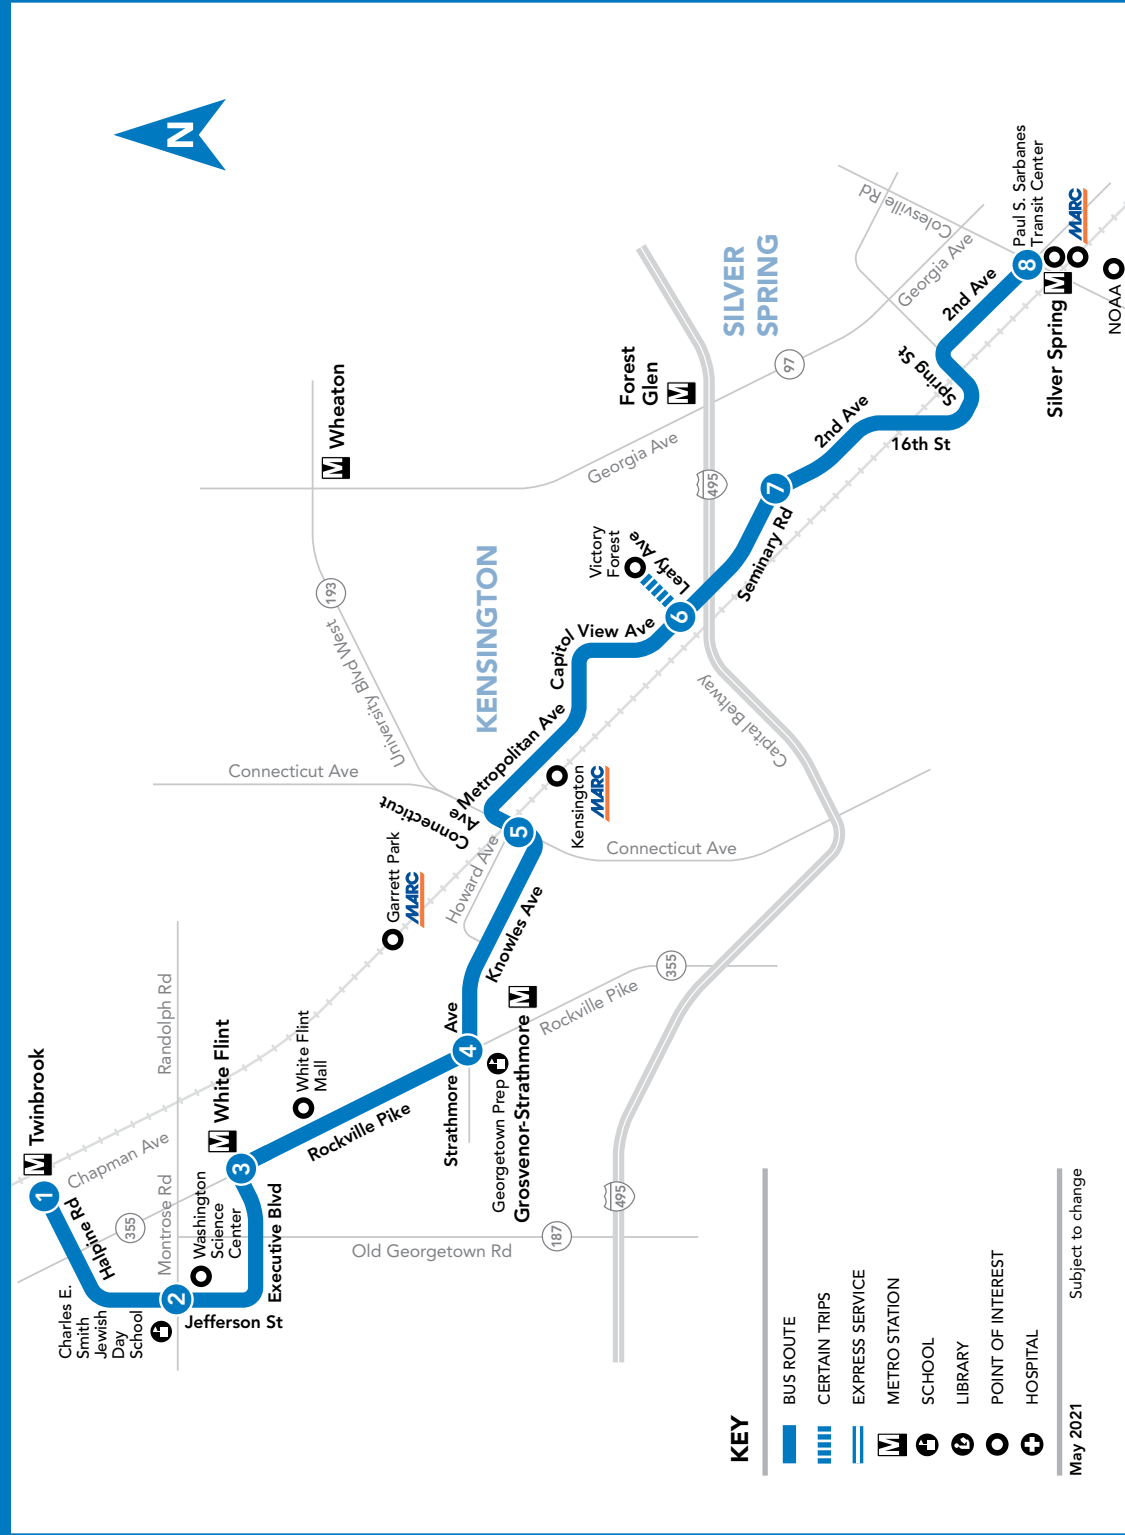 N
M Twinbrook
1
Chapman Ave
Halpine Rd
355
Charles E.
Smith
Jewish
Day
School
2
Montrose Rd
Randolph Rd
Washington
Science
Center
Jefferson St
Executive Blvd
3
M White Flint
White Flint
Mall
Rockville Pike
Old Georgetown Rd
187
Garrett Park
MARC
Strathmore
Ave
4
Georgetown Prep
Grosvenor-Strathmore M
Rockville Pike
355
Knowles Ave
Howard Ave
5
Connecticut
Ave
Connecticut Ave
University Blvd West
193
M Wheaton
KENSINGTON
Metropolitan Ave
Kensington
MARC
Connecticut Ave
Capitol View Ave
6
Leafy Ave
Victory
Forest
Georgia Ave
Forest
Glen
M
495
495
Capital Beltway
Seminary Rd
7
2nd Ave
16th St
Spring St
2nd Ave
97
SILVER
SPRING
Georgia Ave
Colesville Rd
8
Paul S. Sarbanes
Transit Center
Silver Spring M
MARC
NOAA
KEY
BUS ROUTE
CERTAIN TRIPS
EXPRESS SERVICE
M METRO STATION
SCHOOL
LIBRARY
POINT OF INTEREST
HOSPITAL
May 2021
Subject to change